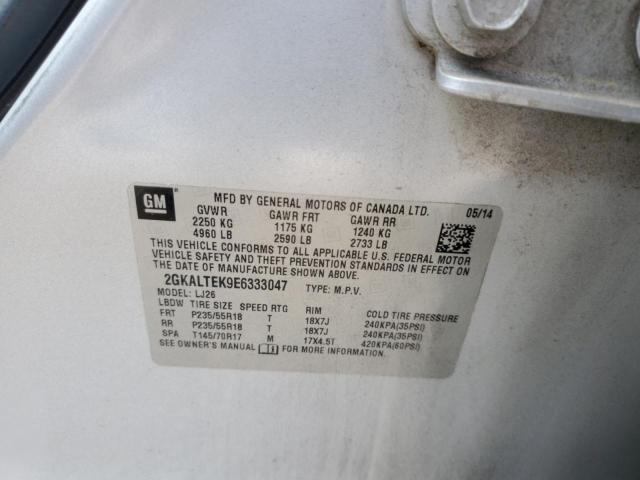 GM
MFD BY GENERAL MOTORS OF CANADA LTD. 05/14
GVWR GAWR FRT GAWR RR
2250 KG 1175 KG 1240 KG
4960 LB 2590 LB 2733 LB
THIS VEHICLE CONFORMS TO ALL APPLICABLE U.S. FEDERAL MOTOR
VEHICLE SAFETY, BUMPER, AND THEFT PREVENTION STANDARDS IN EFFECT
ON THE DATE OF MANUFACTURE SHOWN ABOVE.
2GKALTEK9E6333047 TYPE: M.P.V.
MODEL: LJ26
LBDW TIRE SIZE SPEED RTG RIM COLD TIRE PRESSURE
FRT P235/55R18 T 18X7J 240KPA(35PSI)
RR P235/55R18 T 18X7J 240KPA(35PSI)
SPA T145/70R17 M 17X4.5T 420KPA(60PSI)
SEE OWNER'S MANUAL FOR MORE INFORMATION.